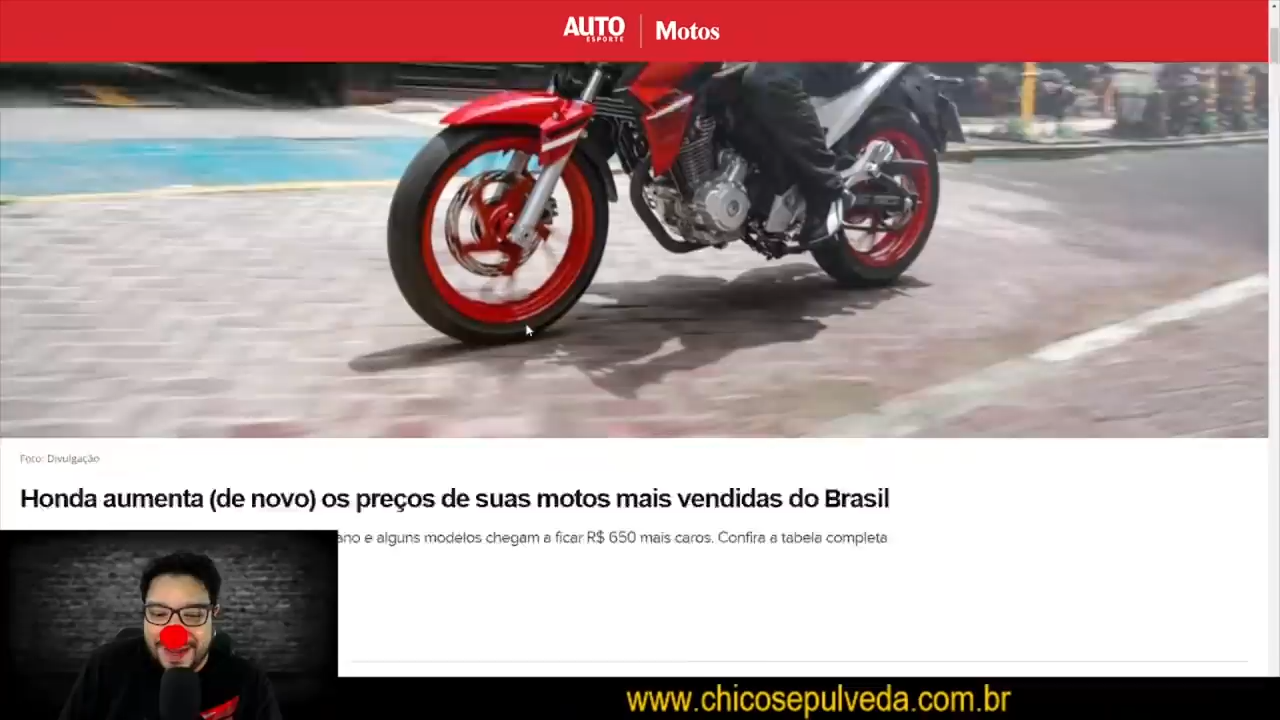 AUTO
ESPORTE
Motos
Foto: Divulgação
Honda aumenta (de novo) os preços de suas motos mais vendidas do Brasil
ano e alguns modelos chegam a ficar R$ 650 mais caros. Confira a tabela completa
www.chicosepulveda.com.br